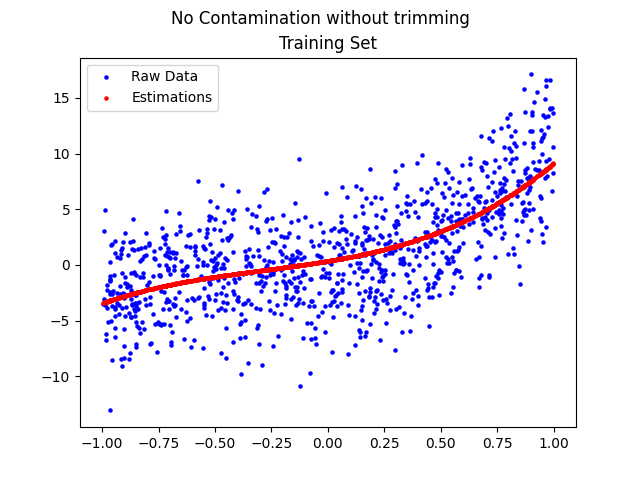 No Contamination without trimming
Training Set
Raw Data
Estimations
15
10
5
0
−5
−10
−1.00 −0.75 −0.50 −0.25 0.00 0.25 0.50 0.75 1.00